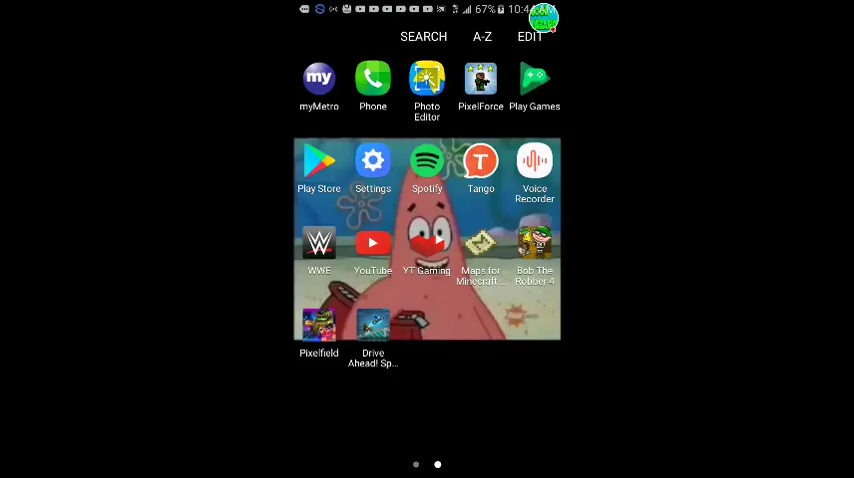 67% 10:44 AM
SEARCH A-Z EDIT
my
myMetro Phone Photo Editor PixelForce Play Games
T
Play Store Settings Spotify Tango Voice Recorder
W
WWE YouTube YT Gaming Maps for Minecraft... Bob The Robber 4
Pixelfield Drive Ahead! Sp...